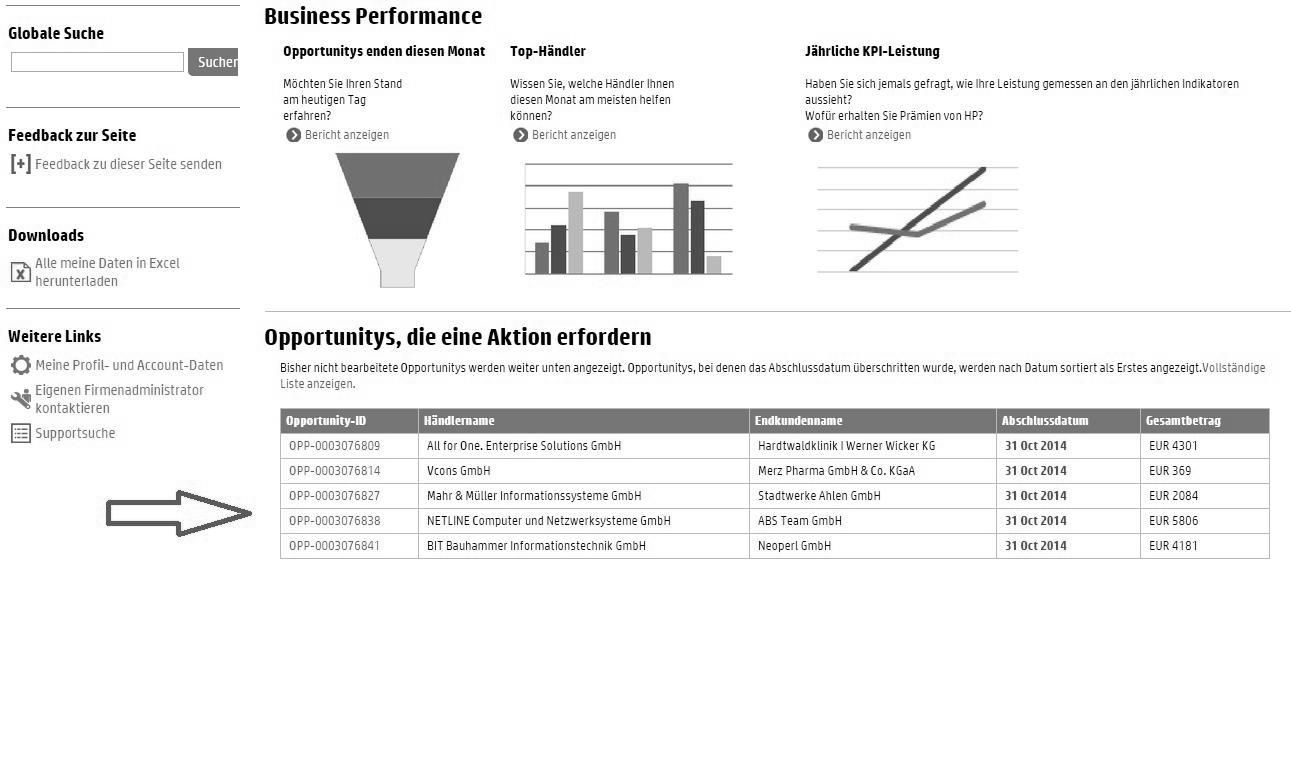 Globale Suche
Suchen
Feedback zur Seite
[+] Feedback zu dieser Seite senden
Downloads
Alle meine Daten in Excel
herunterladen
Weitere Links
Meine Profil- und Account-Daten
Eigenen Firmenadministrator
kontaktieren
Supportsuche
Business Performance
Opportunitys enden diesen Monat
Möchten Sie Ihren Stand
am heutigen Tag
erfahren?
Bericht anzeigen
Top-Händler
Wissen Sie, welche Händler Ihnen
diesen Monat am meisten helfen
können?
Bericht anzeigen
Jährliche KPI-Leistung
Haben Sie sich jemals gefragt, wie Ihre Leistung gemessen an den jährlichen Indikatoren
aussieht?
Wofür erhalten Sie Prämien von HP?
Bericht anzeigen
Opportunitys, die eine Aktion erfordern
Bisher nicht bearbeitete Opportunitys werden weiter unten angezeigt. Opportunitys, bei denen das Abschlussdatum überschritten wurde, werden nach Datum sortiert als Erstes angezeigt.Vollständige
Liste anzeigen.
Opportunity-ID Händlername Endkundenname Abschlussdatum Gesamtbetrag
OPP-0003076809 All for One. Enterprise Solutions GmbH Hardtwaldklinik I Werner Wicker KG 31 Oct 2014 EUR 4301
OPP-0003076814 Vcons GmbH Merz Pharma GmbH & Co. KGaA 31 Oct 2014 EUR 369
OPP-0003076827 Mahr & Müller Informationssysteme GmbH Stadtwerke Ahlen GmbH 31 Oct 2014 EUR 2084
OPP-0003076838 NETLINE Computer und Netzwerksysteme GmbH ABS Team GmbH 31 Oct 2014 EUR 5806
OPP-0003076841 BIT Bauhammer Informationstechnik GmbH Neoperl GmbH 31 Oct 2014 EUR 4181